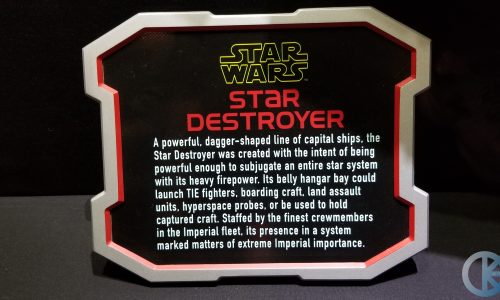 STAR
WARS
STAR
DESTROYER
A powerful, dagger-shaped line of capital ships, the
Star Destroyer was created with the intent of being
powerful enough to subjugate an entire star system
with its heavy firepower. Its belly hangar bay could
launch TIE fighters, boarding craft, land assault
units, hyperspace probes, or be used to hold
captured craft. Staffed by the finest crewmembers
in the Imperial fleet, its presence in a system
marked matters of extreme Imperial importance.